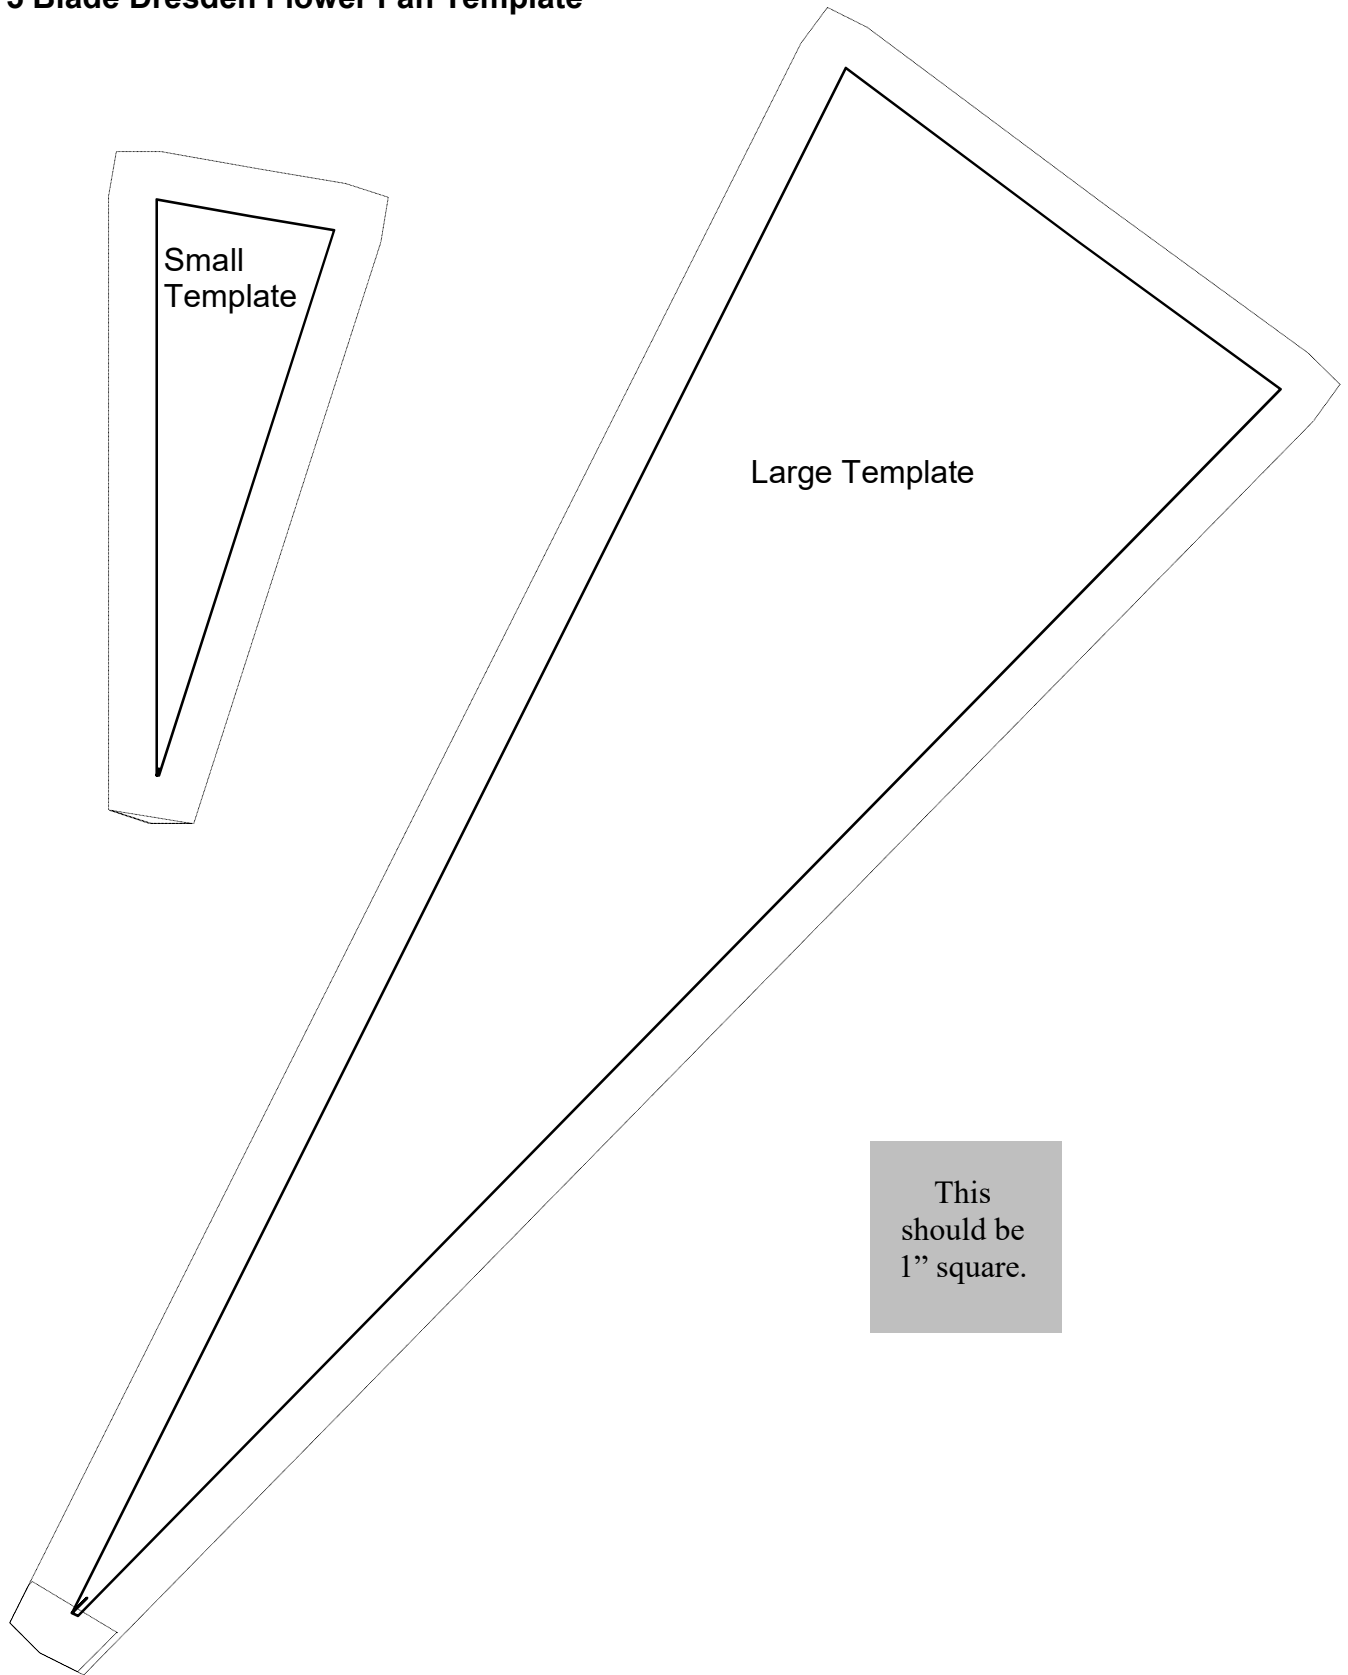 5 Blade Dresden Flower Fan Template
Small
Template
Large Template
This
should be
1” square.